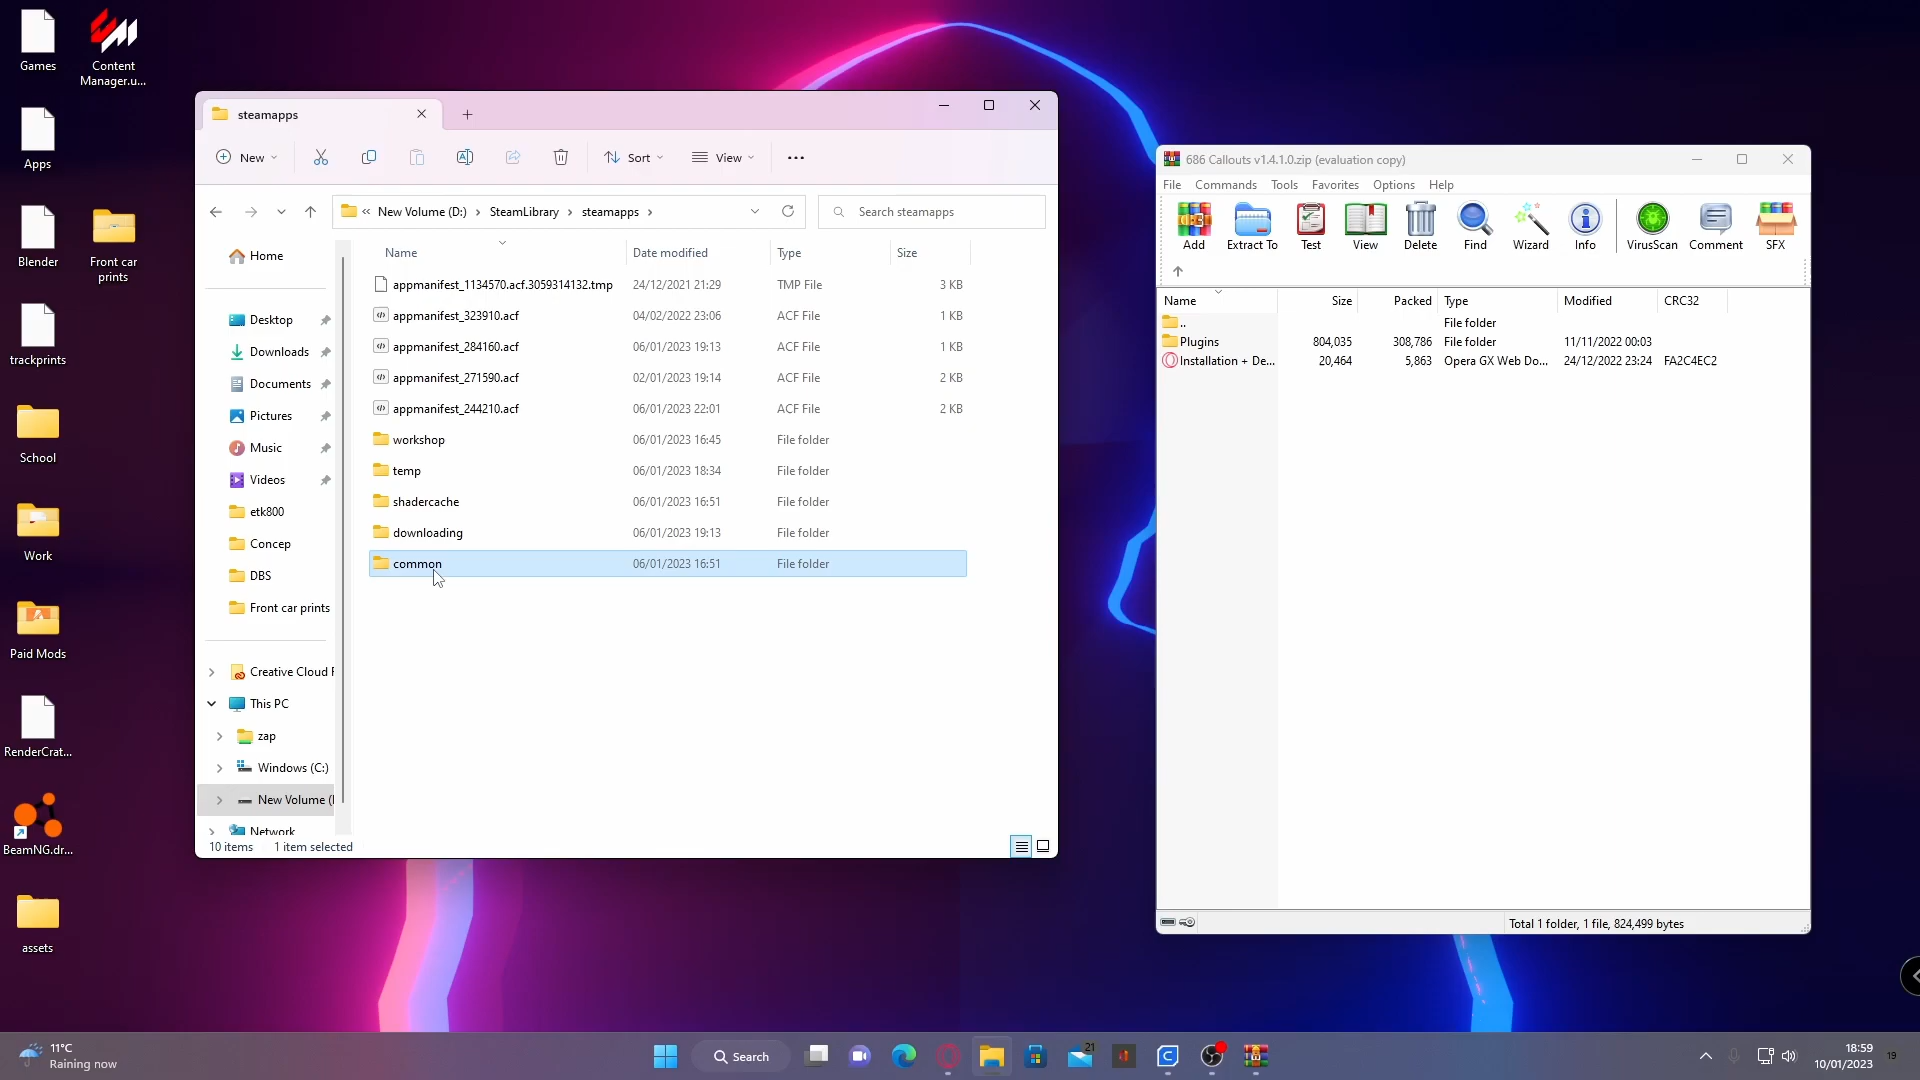 Games
Content
Manager.u...
Apps
Blender
Front car
prints
trackprints
School
Work
Paid Mods
RenderCrat...
BeamNG.dr...
assets
steamapps
New
Sort
View
New Volume (D:) > SteamLibrary > steamapps >
Search steamapps
Home
Desktop
Downloads
Documents
Pictures
Music
Videos
etk800
Concep
DBS
Front car prints
Creative Cloud F
This PC
zap
Windows (C:)
New Volume (
Network
Name Date modified Type Size
appmanifest_1134570.acf.3059314132.tmp 24/12/2021 21:29 TMP File 3 KB
appmanifest_323910.acf 04/02/2022 23:06 ACF File 1 KB
appmanifest_284160.acf 06/01/2023 19:13 ACF File 1 KB
appmanifest_271590.acf 02/01/2023 19:14 ACF File 2 KB
appmanifest_244210.acf 06/01/2023 22:01 ACF File 2 KB
workshop 06/01/2023 16:45 File folder
temp 06/01/2023 18:34 File folder
shadercache 06/01/2023 16:51 File folder
downloading 06/01/2023 19:13 File folder
common 06/01/2023 16:51 File folder
10 items 1 item selected
686 Callouts v1.4.1.0.zip (evaluation copy)
File Commands Tools Favorites Options Help
Add Extract To Test View Delete Find Wizard Info VirusScan Comment SFX
Name Size Packed Type Modified CRC32
.. File folder
Plugins 804,035 308,786 File folder 11/11/2022 00:03
Installation + De... 20,464 5,863 Opera GX Web Do... 24/12/2022 23:24 FA2C4EC2
Total 1 folder, 1 file, 824,499 bytes
11°C
Raining now
Search
21
18:59
10/01/2023
19